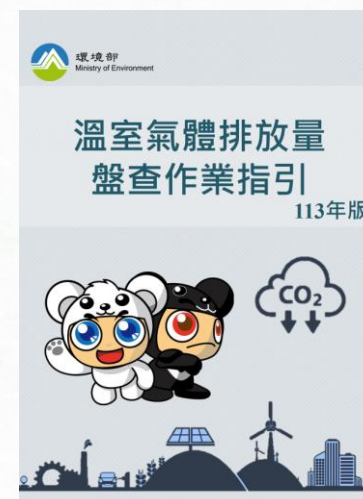 環境部
Ministry of Environment
溫室氣體排放量
盤查作業指引
113年版
CO2